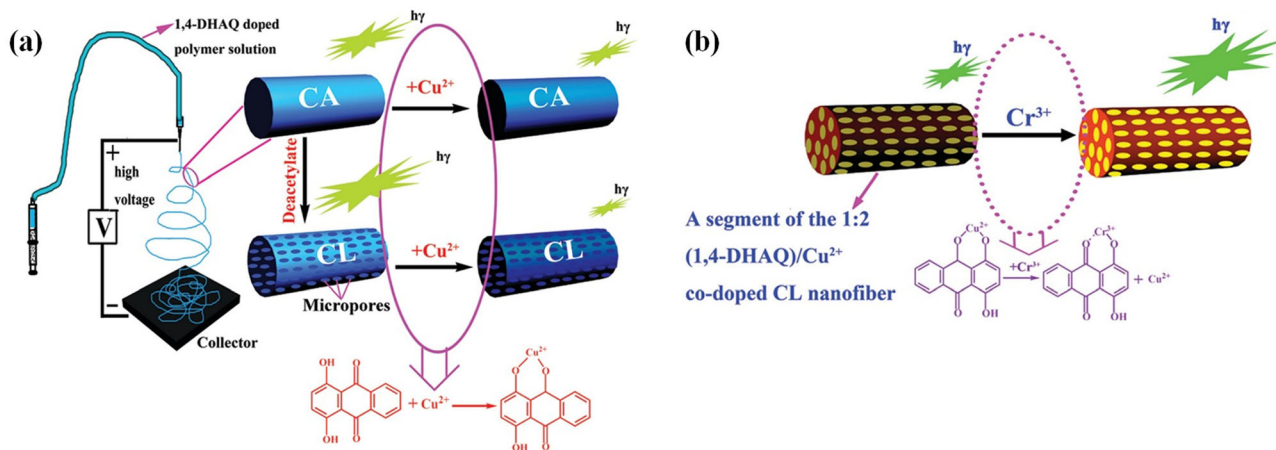 (a)
1,4-DHAQ doped
polymer solution
hγ
hγ
CA
+Cu²⁺
CA
+
high
voltage
V
−
Deacetylate
hγ
hγ
CL
+Cu²⁺
CL
Micropores
Collector
OH
O
OH
O
+ Cu²⁺
Cu²⁺
O
O
OH
O
(b)
hγ
hγ
Cr³⁺
A segment of the 1:2
(1,4-DHAQ)/Cu²⁺
co-doped CL nanofiber
Cu²⁺
O
O
O
OH
+Cr³⁺
Cr³⁺
O
O
O
OH
+ Cu²⁺